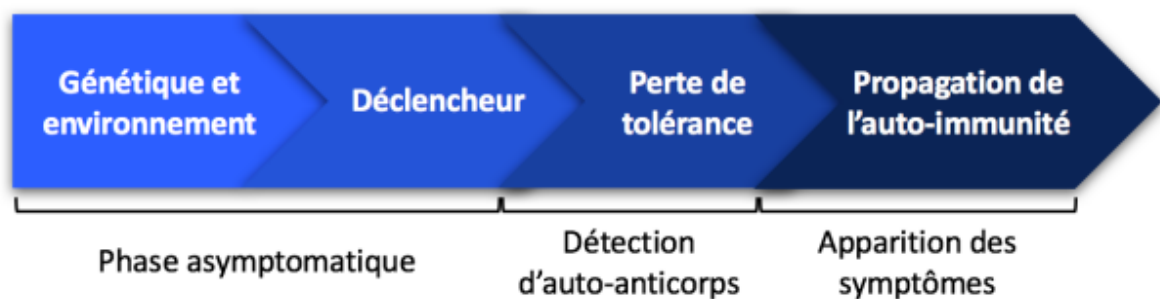 Génétique et
environnement
Déclencheur
Perte de
tolérance
Propagation de
l’auto-immunité
Phase asymptomatique
Détection
d’auto-anticorps
Apparition des
symptômes